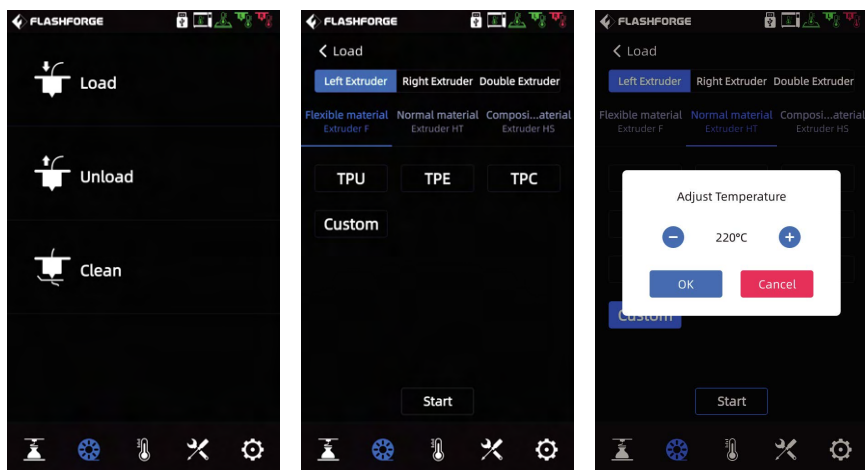 FLASHFORGE
Load
Unload
Clean
FLASHFORGE
Load
Left Extruder Right Extruder Double Extruder
Flexible material Normal material Composi...aterial
Extruder F Extruder HT Extruder HS
TPU TPE TPC
Custom
Start
FLASHFORGE
Load
Left Extruder Right Extruder Double Extruder
Flexible material Normal material Composi...aterial
Extruder F Extruder HT Extruder HS
Adjust Temperature
220°C
OK Cancel
Custom
Start